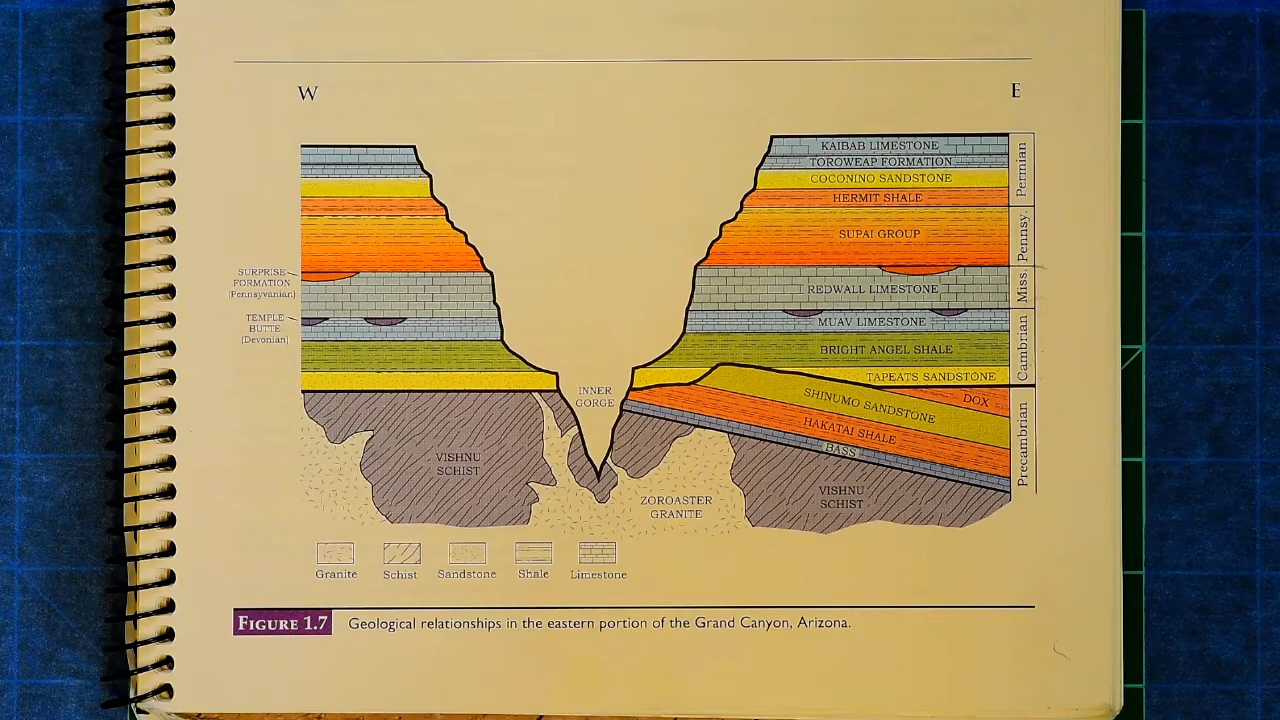 W
E
KAIBAB LIMESTONE
TOROWEAP FORMATION
COCONINO SANDSTONE
HERMIT SHALE
Permian
SUPAI GROUP
Pennsy.
SURPRISE
FORMATION
(Pennsyvanian)
REDWALL LIMESTONE
Miss.
TEMPLE
BUTTE
(Devonian)
MUAV LIMESTONE
BRIGHT ANGEL SHALE
TAPEATS SANDSTONE
Cambrian
INNER
GORGE
SHINUMO SANDSTONE
DOX
HAKATAI SHALE
BASS
Precambrian
VISHNU
SCHIST
ZOROASTER
GRANITE
VISHNU
SCHIST
Granite
Schist
Sandstone
Shale
Limestone
FIGURE 1.7 Geological relationships in the eastern portion of the Grand Canyon, Arizona.